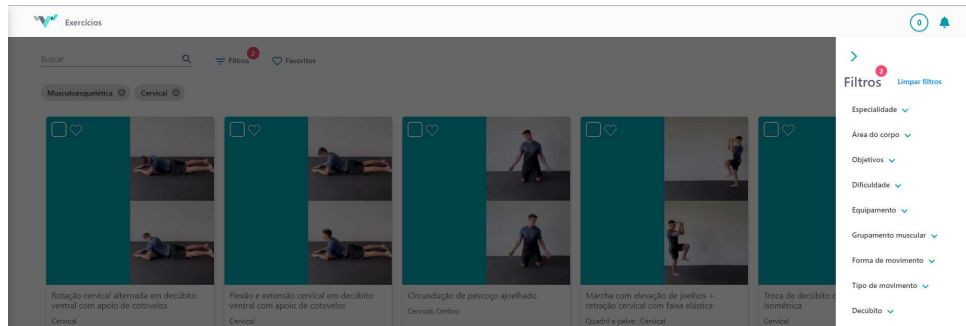 Exercícios
0
Buscar
Filtros
2
Favoritos
Musculoesquelética
Cervical
Rotação cervical alternada em decúbito
ventral com apoio de cotovelos
Cervical
Flexão e extensão cervical em decúbito
ventral com apoio de cotovelos
Cervical
Circundução de pescoço ajoelhado
Cervical, Ombro
Marcha com elevação de joelhos +
retração cervical com faixa elástica
Quadril e pelve , Cervical
Troca de decúbito c
isométrica
Cervical
2
Filtros
Limpar filtros
Especialidade
Área do corpo
Objetivos
Dificuldade
Equipamento
Grupamento muscular
Forma de movimento
Tipo de movimento
Decúbito